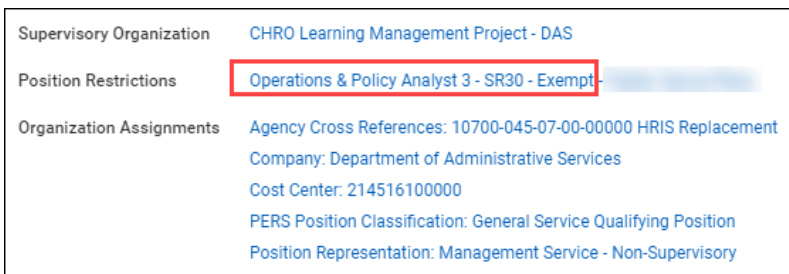 Supervisory Organization CHRO Learning Management Project - DAS
Position Restrictions Operations & Policy Analyst 3 - SR30 - Exempt -
Organization Assignments Agency Cross References: 10700-045-07-00-00000 HRIS Replacement
Company: Department of Administrative Services
Cost Center: 214516100000
PERS Position Classification: General Service Qualifying Position
Position Representation: Management Service - Non-Supervisory